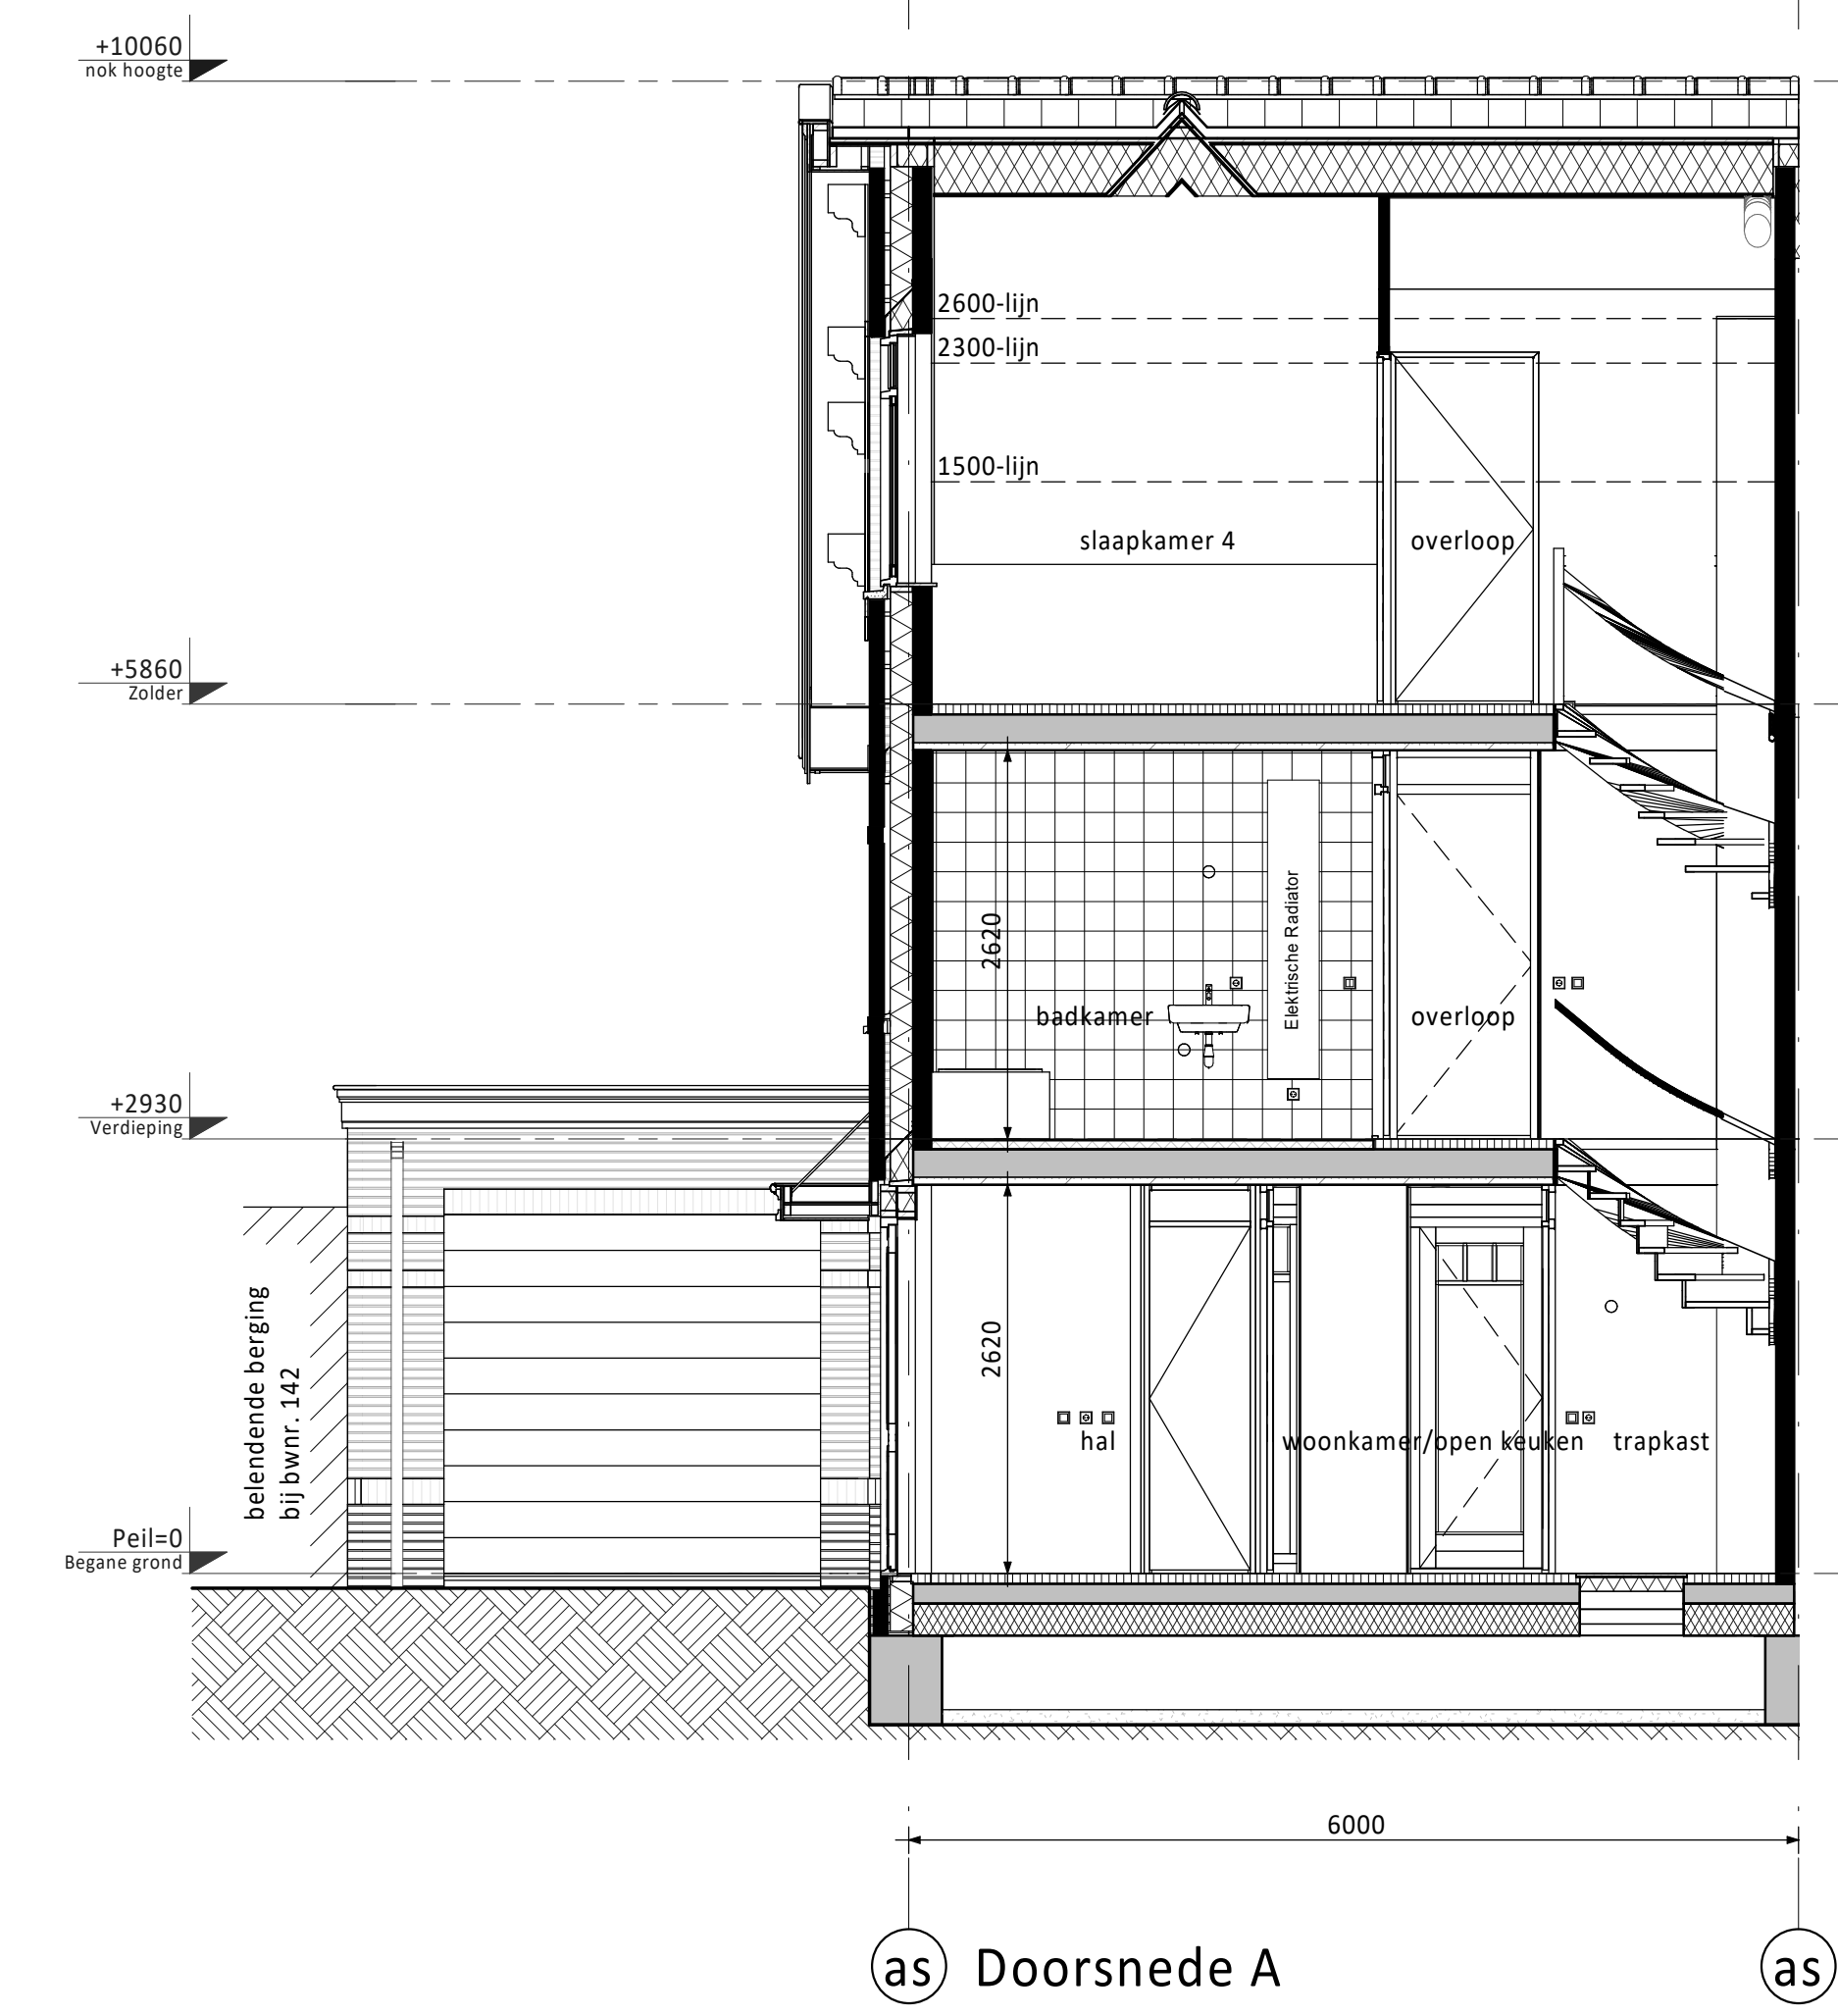 +10060
nok hoogte
2600-lijn
2300-lijn
1500-lijn
slaapkamer 4
overloop
+5860
Zolder
2620
Elektrische Radiator
badkamer
overloop
+2930
Verdieping
belendende berging
bij bwnr. 142
2620
hal
woonkamer/open keuken
trapkast
Peil=0
Begane grond
6000
as
Doorsnede A
as